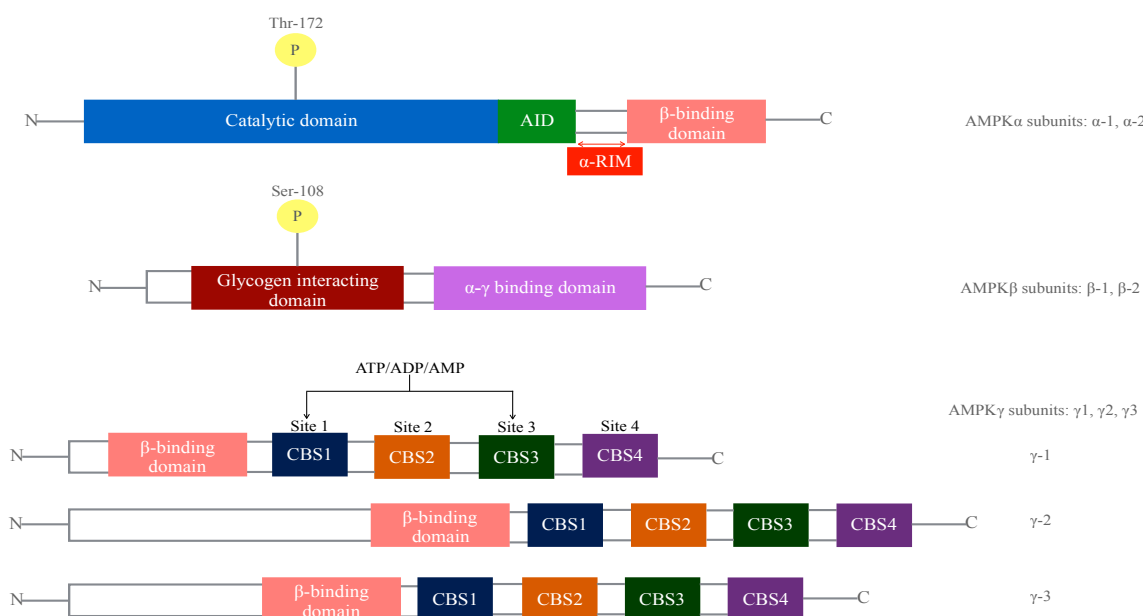 Thr-172
P
N
Catalytic domain
AID
β-binding
domain
C
AMPKα subunits: α-1, α-2
α-RIM
Ser-108
P
N
Glycogen interacting
domain
α-γ binding domain
C
AMPKβ subunits: β-1, β-2
ATP/ADP/AMP
AMPKγ subunits: γ1, γ2, γ3
Site 1 Site 2 Site 3 Site 4
N
β-binding
domain
CBS1 CBS2 CBS3 CBS4
C
γ-1
N
β-binding
domain
CBS1 CBS2 CBS3 CBS4
C
γ-2
N
β-binding
domain
CBS1 CBS2 CBS3 CBS4
C
γ-3